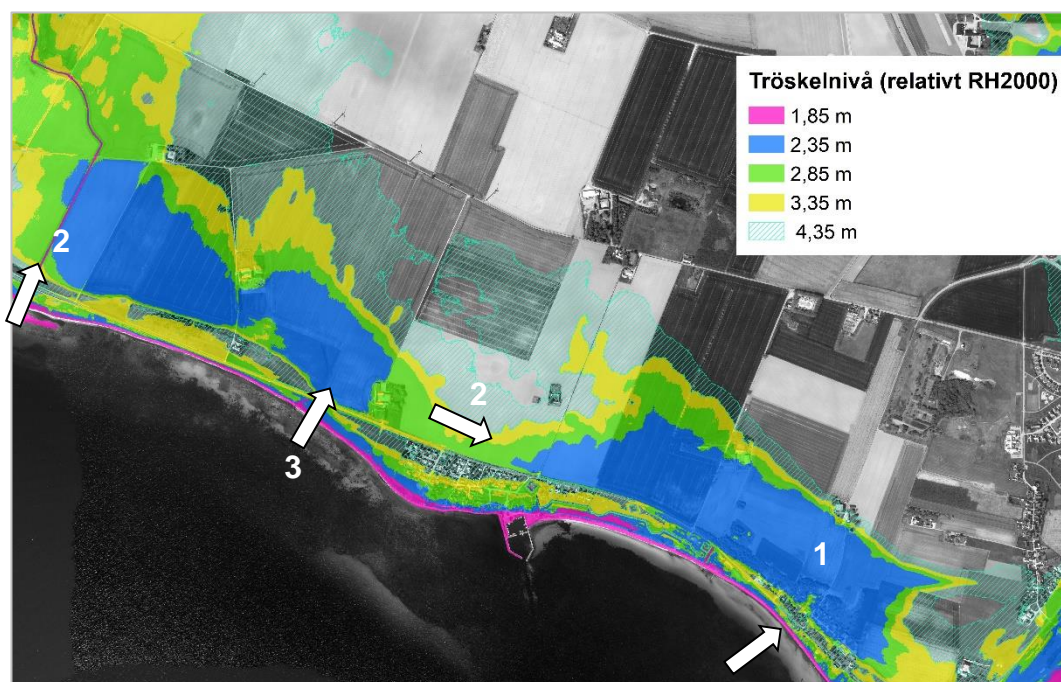 Tröskelnivå (relativt RH2000)
1,85 m
2,35 m
2,85 m
3,35 m
4,35 m
2
2
3
1